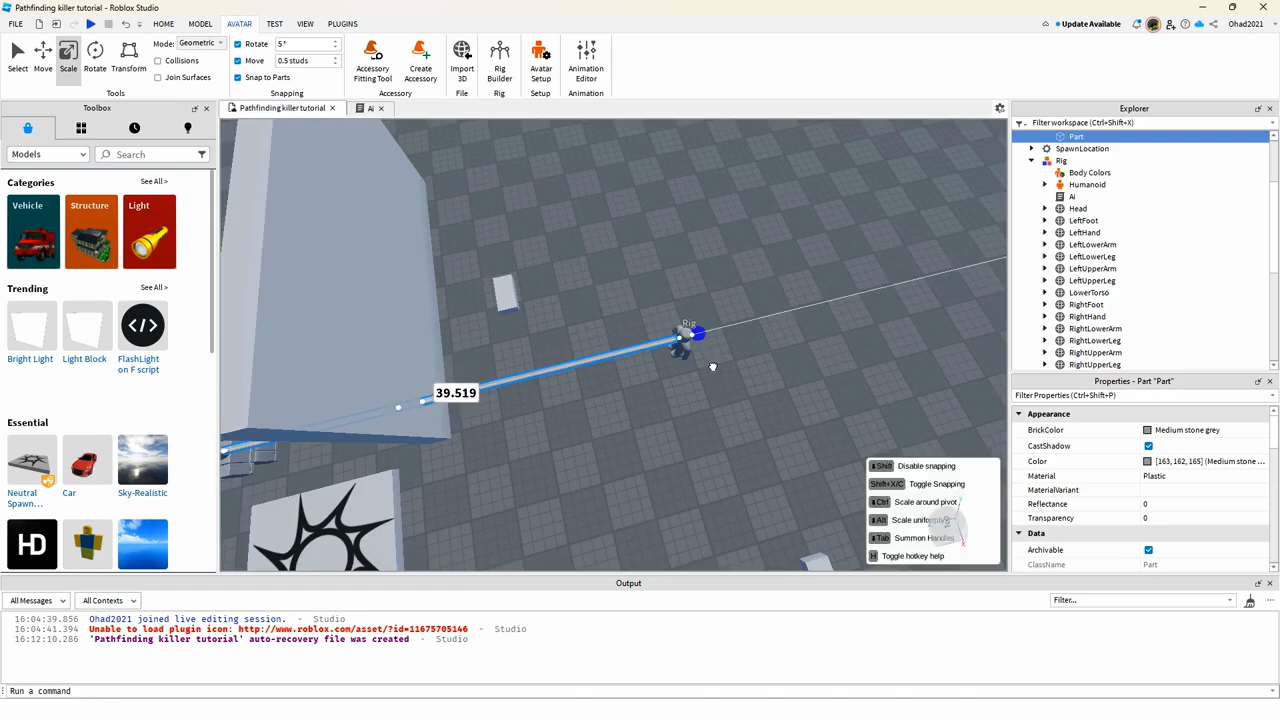 Pathfinding killer tutorial - Roblox Studio
FILE HOME MODEL AVATAR TEST VIEW PLUGINS
Update Available Ohad2021
Select Move Scale Rotate Transform
Mode: Geometric
Collisions
Join Surfaces
Tools
Rotate 5°
Move 0.5 studs
Snap to Parts
Snapping
Accessory Fitting Tool
Create Accessory
Accessory
Import 3D
File
Rig Builder
Rig
Avatar Setup
Setup
Animation Editor
Animation
Toolbox
Pathfinding killer tutorial
Ai
Models
Search
Categories See All >
Vehicle Structure Light
Trending See All >
Bright Light Light Block FlashLight on F script
Essential See All >
Neutral Spawn... Car Sky-Realistic
HD
Rig
39.519
Shift Disable snapping
Shift+X/C Toggle Snapping
Ctrl Scale around pivot
Alt Scale uniformly
Tab Summon Handles
H Toggle hotkey help
Explorer
Filter workspace (Ctrl+Shift+X)
Part
SpawnLocation
Rig
Body Colors
Humanoid
Ai
Head
LeftFoot
LeftHand
LeftLowerArm
LeftLowerLeg
LeftUpperArm
LeftUpperLeg
LowerTorso
RightFoot
RightHand
RightLowerArm
RightLowerLeg
RightUpperArm
RightUpperLeg
Properties - Part "Part"
Filter Properties (Ctrl+Shift+P)
Appearance
BrickColor Medium stone grey
CastShadow
Color [163, 162, 165] (Medium stone ...
Material Plastic
MaterialVariant
Reflectance 0
Transparency 0
Data
Archivable
ClassName Part
Output
All Messages All Contexts Filter...
16:04:39.856 Ohad2021 joined live editing session. - Studio
16:04:41.394 Unable to load plugin icon: http://www.roblox.com/asset/?id=11675705146 - Studio
16:12:10.286 'Pathfinding killer tutorial' auto-recovery file was created - Studio
Run a command